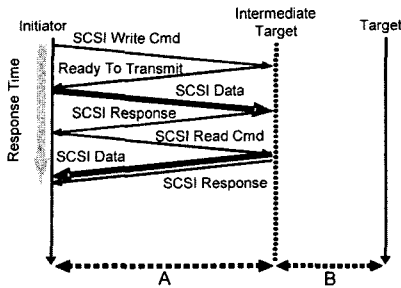 Initiator
Intermediate
Target
Target
SCSI Write Cmd
Ready To Transmit
SCSI Data
SCSI Response
SCSI Read Cmd
SCSI Data
SCSI Response
Response Time
A
B